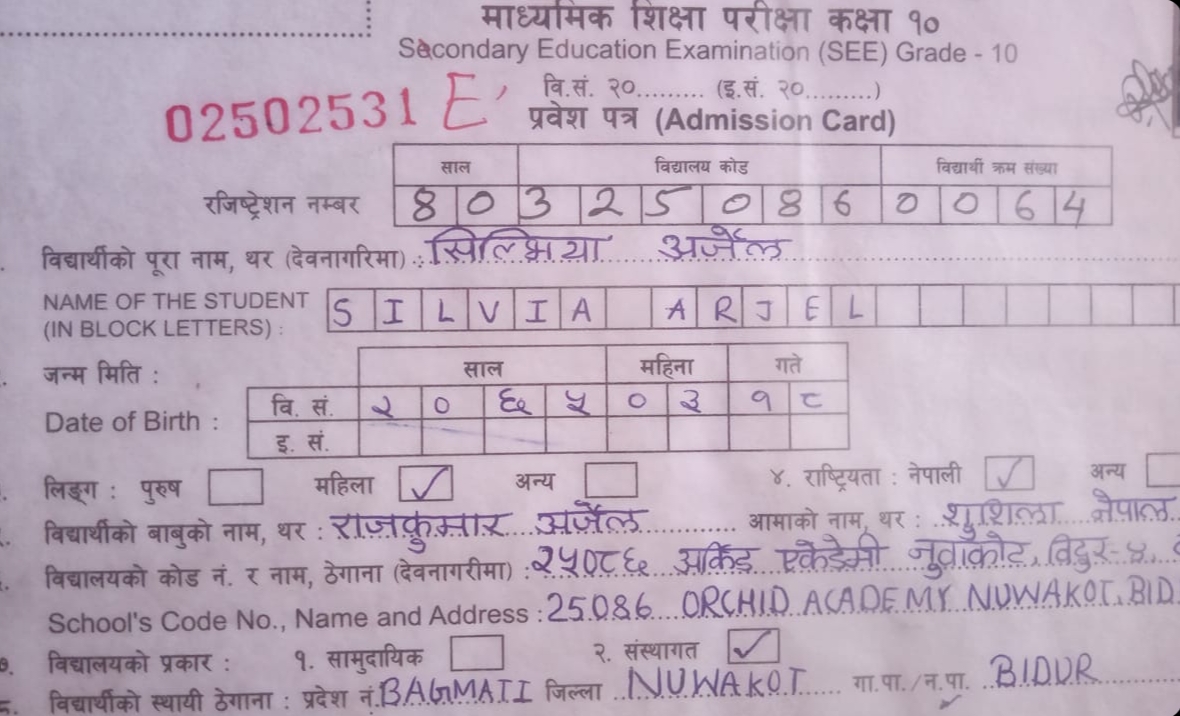 माध्यमिक शिक्षा परीक्षा कक्षा १०
Secondary Education Examination (SEE) Grade - 10
वि.सं. २०......... (इ.सं. २०.........)
02502531 E'
प्रवेश पत्र (Admission Card)
साल विद्यालय कोड विद्यार्थी क्रम संख्या
रजिष्ट्रेशन नम्बर 8 0 3 2 5 0 8 6 0 0 6 4
विद्यार्थीको पूरा नाम, थर (देवनागरिमा) : सिल्भिया अर्जेल
NAME OF THE STUDENT S I L V I A A R J E L
(IN BLOCK LETTERS) :
जन्म मिति : साल महिना गते
Date of Birth : वि. सं. २ ० ६ ५ ० ३ १ ८
इ. सं.
लिङ्ग : पुरुष महिला ✓ अन्य ४. राष्ट्रियता : नेपाली ✓ अन्य
विद्यार्थीको बाबुको नाम, थर : राजकुमार अर्जेल आमाको नाम, थर : शुशिला नेपाल
विद्यालयको कोड नं. र नाम, ठेगाना (देवनागरीमा) : २५०८६ अर्किड एकेडेमी नुवाकोट, विदुर-४,
School's Code No., Name and Address : 25086 ORCHID ACADEMY NUWAKOT, BID
७. विद्यालयको प्रकार : १. सामुदायिक २. संस्थागत ✓
विद्यार्थीको स्थायी ठेगाना : प्रदेश नं. BAGMATI जिल्ला NUWAKOT गा.पा./न.पा. BIDUR